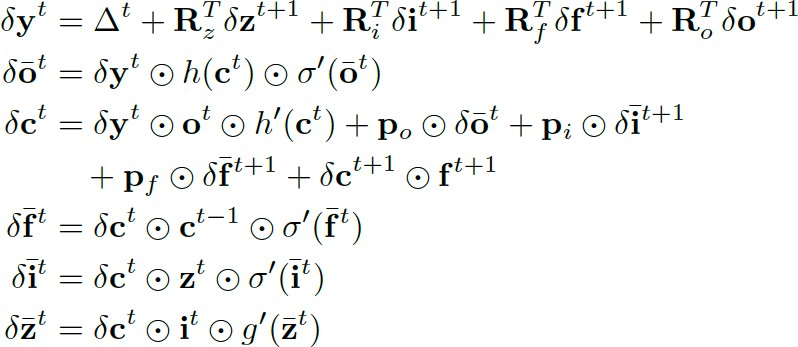 δy^t = Δ^t + R_z^T δz^{t+1} + R_i^T δi^{t+1} + R_f^T δf^{t+1} + R_o^T δo^{t+1}
δō^t = δy^t ⊙ h(c^t) ⊙ σ′(ō^t)
δc^t = δy^t ⊙ o^t ⊙ h′(c^t) + p_o ⊙ δō^t + p_i ⊙ δī^{t+1}
+ p_f ⊙ δf̄^{t+1} + δc^{t+1} ⊙ f^{t+1}
δf̄^t = δc^t ⊙ c^{t−1} ⊙ σ′(f̄^t)
δī^t = δc^t ⊙ z^t ⊙ σ′(ī^t)
δz̄^t = δc^t ⊙ i^t ⊙ g′(z̄^t)